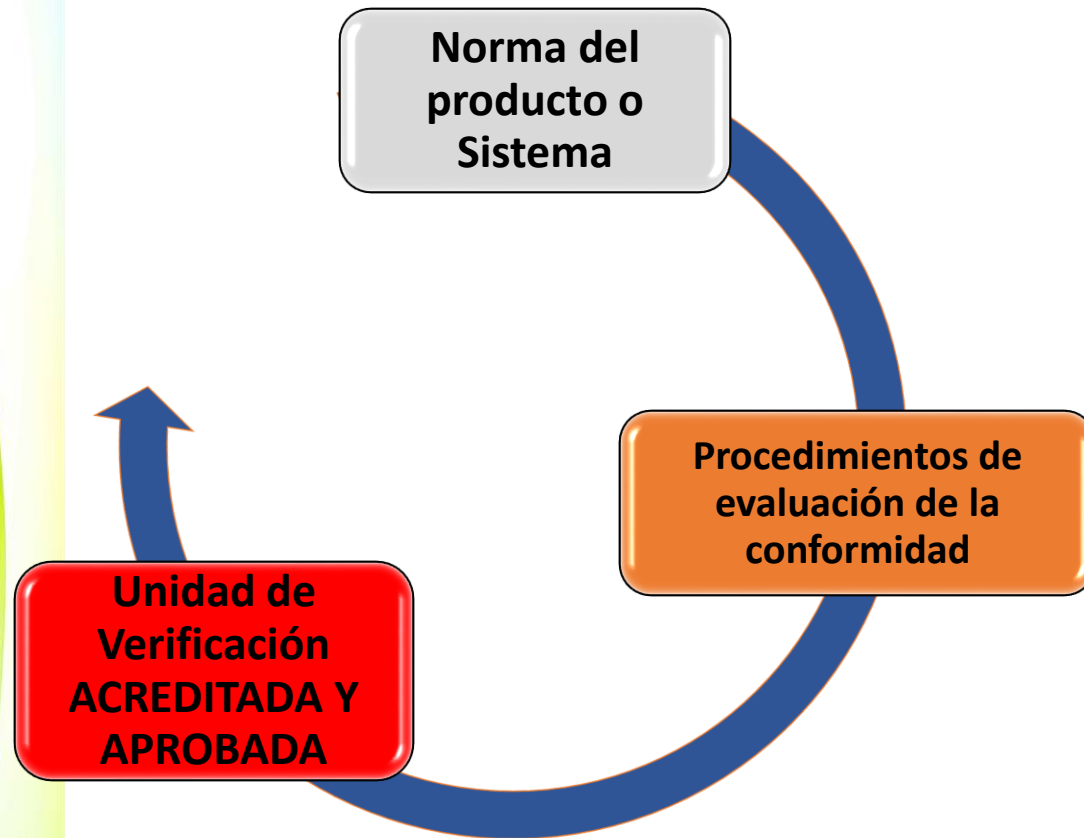 Norma del
producto o
Sistema
Procedimientos de
evaluación de la
conformidad
Unidad de
Verificación
ACREDITADA Y
APROBADA